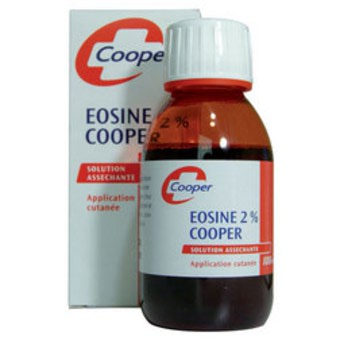 Cooper
EOSINE 2 %
COOPER
SOLUTION
ASSECHANTE
Application
cutanée
Cooper
EOSINE 2 %
COOPER
SOLUTION ASSECHANTE
Application cutanée